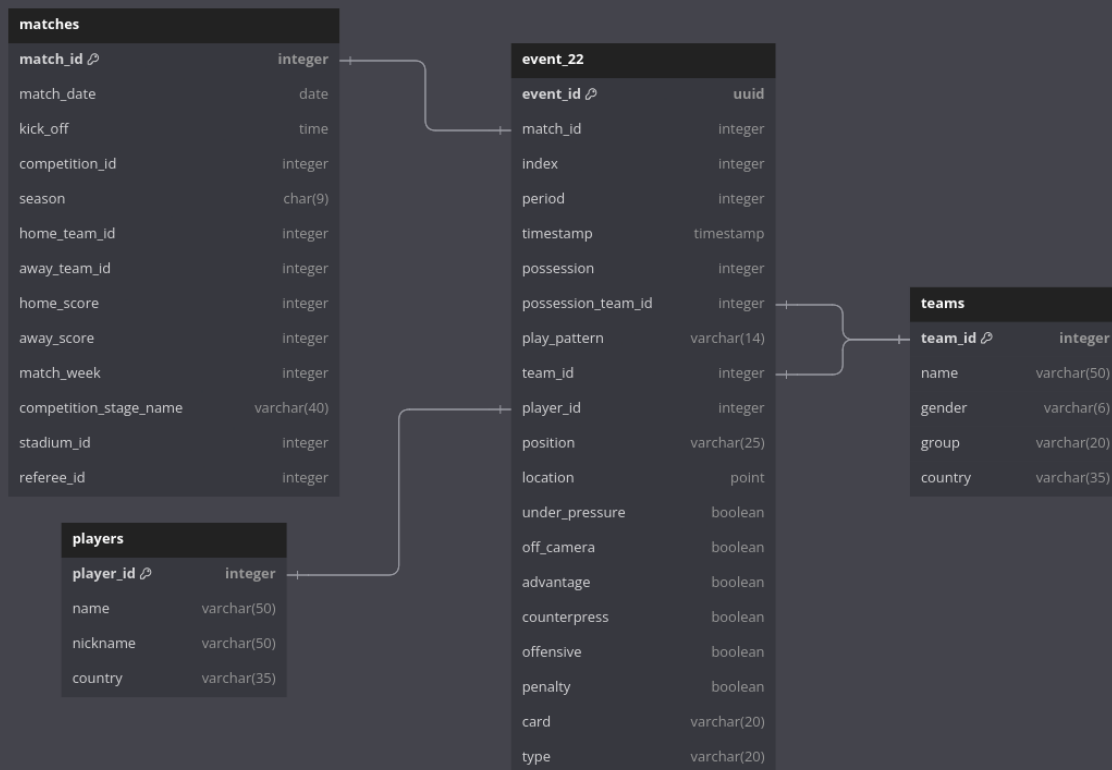 matches
match_id integer
match_date date
kick_off time
competition_id integer
season char(9)
home_team_id integer
away_team_id integer
home_score integer
away_score integer
match_week integer
competition_stage_name varchar(40)
stadium_id integer
referee_id integer
players
player_id integer
name varchar(50)
nickname varchar(50)
country varchar(35)
event_22
event_id uuid
match_id integer
index integer
period integer
timestamp timestamp
possession integer
possession_team_id integer
play_pattern varchar(14)
team_id integer
player_id integer
position varchar(25)
location point
under_pressure boolean
off_camera boolean
advantage boolean
counterpress boolean
offensive boolean
penalty boolean
card varchar(20)
type varchar(20)
teams
team_id integer
name varchar(50)
gender varchar(6)
group varchar(20)
country varchar(35)